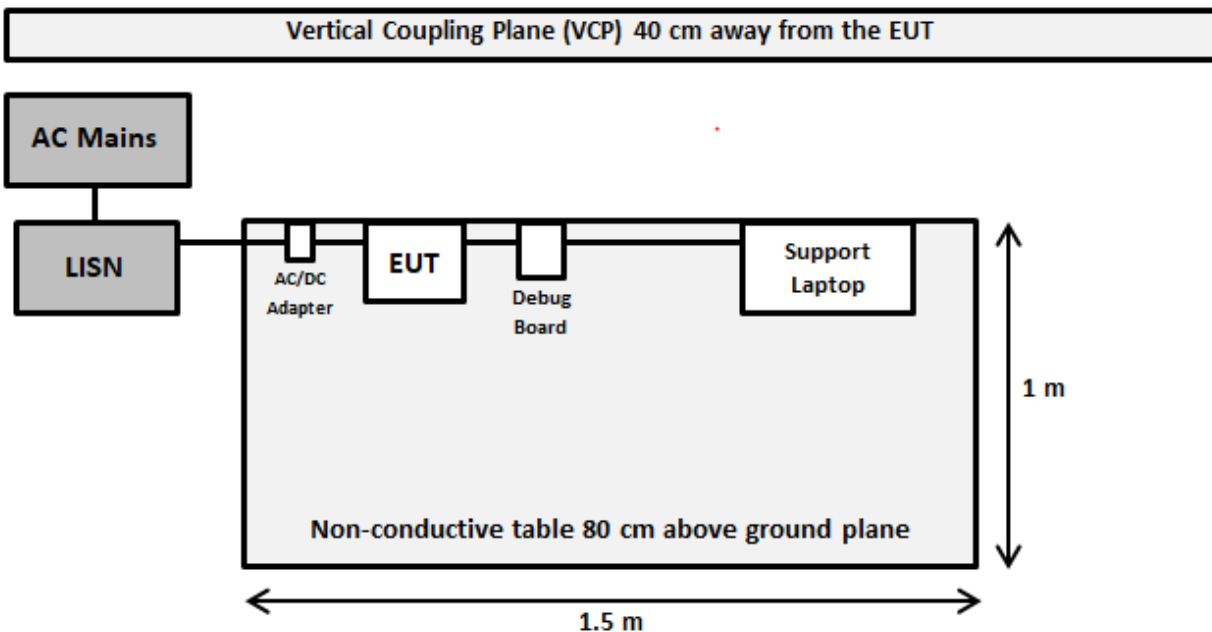 Vertical Coupling Plane (VCP) 40 cm away from the EUT
AC Mains
LISN
AC/DC
Adapter
EUT
Debug
Board
Support
Laptop
1 m
Non-conductive table 80 cm above ground plane
1.5 m